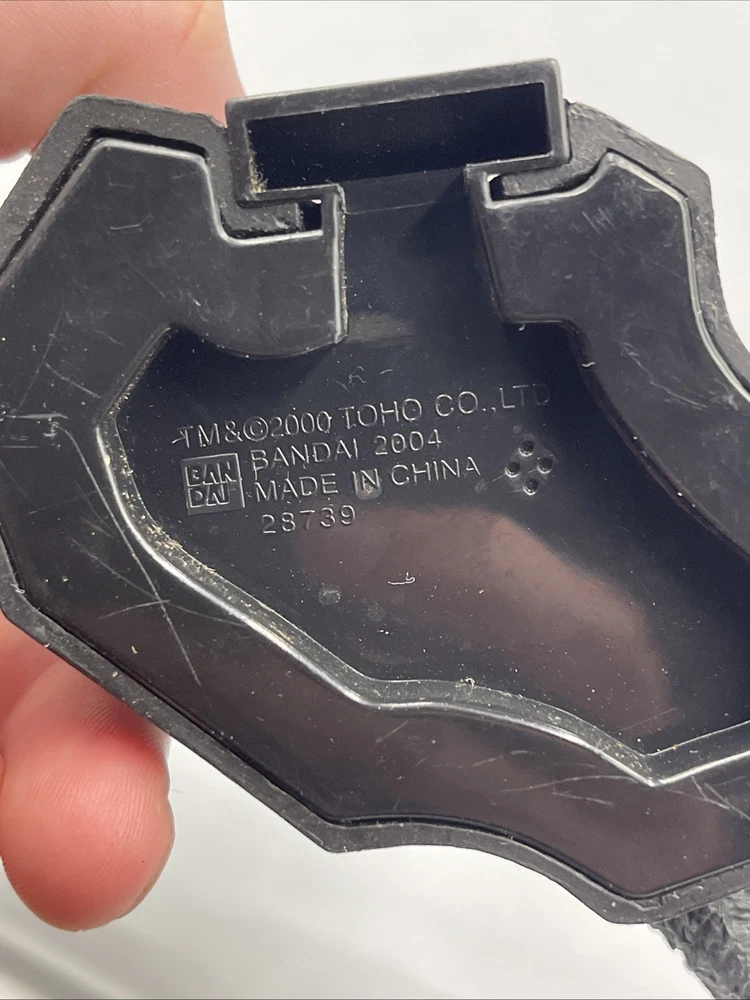 TM&©2000 TOHO CO.,LTD
BAN
DAI
BANDAI 2004
MADE IN CHINA
28739